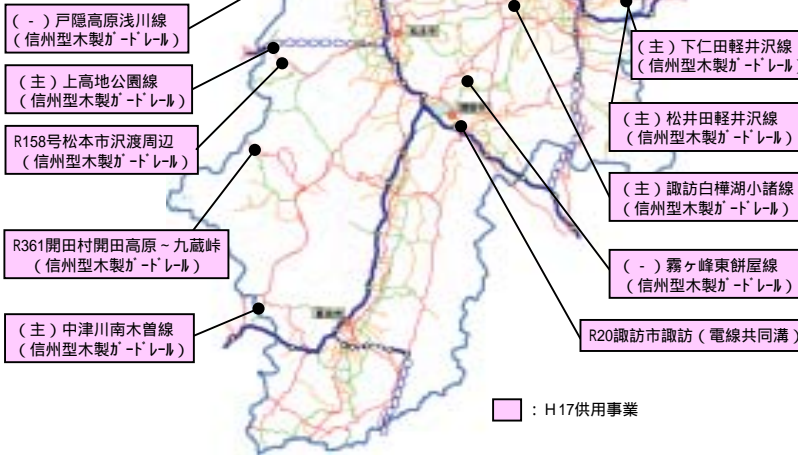 ( - ) 戸隠高原浅川線
(信州型木製ｶﾞｰﾄﾞﾚｰﾙ)
(主) 上高地公園線
(信州型木製ｶﾞｰﾄﾞﾚｰﾙ)
R158号松本市沢渡周辺
(信州型木製ｶﾞｰﾄﾞﾚｰﾙ)
R361開田村開田高原~九蔵峠
(信州型木製ｶﾞｰﾄﾞﾚｰﾙ)
(主) 中津川南木曽線
(信州型木製ｶﾞｰﾄﾞﾚｰﾙ)
(主) 下仁田軽井沢線
(信州型木製ｶﾞｰﾄﾞﾚｰﾙ)
(主) 松井田軽井沢線
(信州型木製ｶﾞｰﾄﾞﾚｰﾙ)
(主) 諏訪白樺湖小諸線
(信州型木製ｶﾞｰﾄﾞﾚｰﾙ)
( - ) 霧ヶ峰東餅屋線
(信州型木製ｶﾞｰﾄﾞﾚｰﾙ)
R20諏訪市諏訪 (電線共同溝)
: H17供用事業